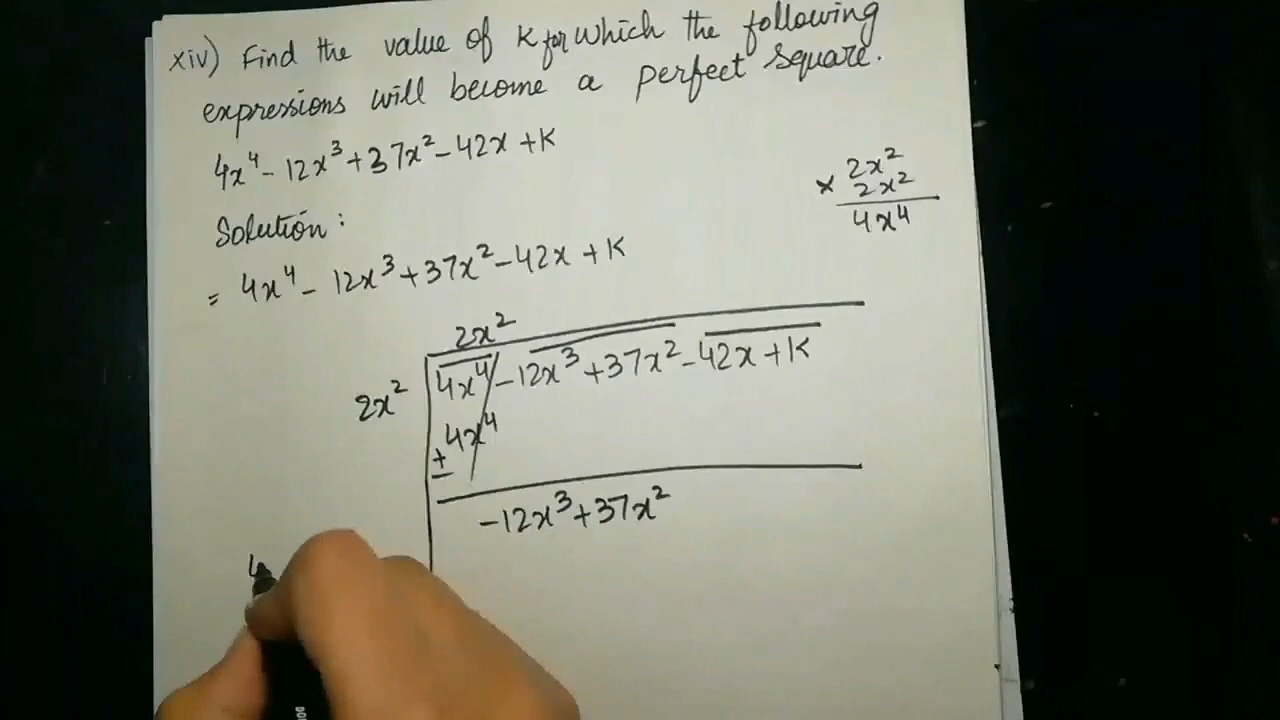 xiv) Find the value of K for which the following
expressions will become a perfect square.
4x⁴ - 12x³ + 37x² - 42x + K
2x²
× 2x²
4x⁴
Solution:
= 4x⁴ - 12x³ + 37x² - 42x + K
2x²
2x² 4x⁴ - 12x³ + 37x² - 42x + K
± 4x⁴
-12x³ + 37x²
4